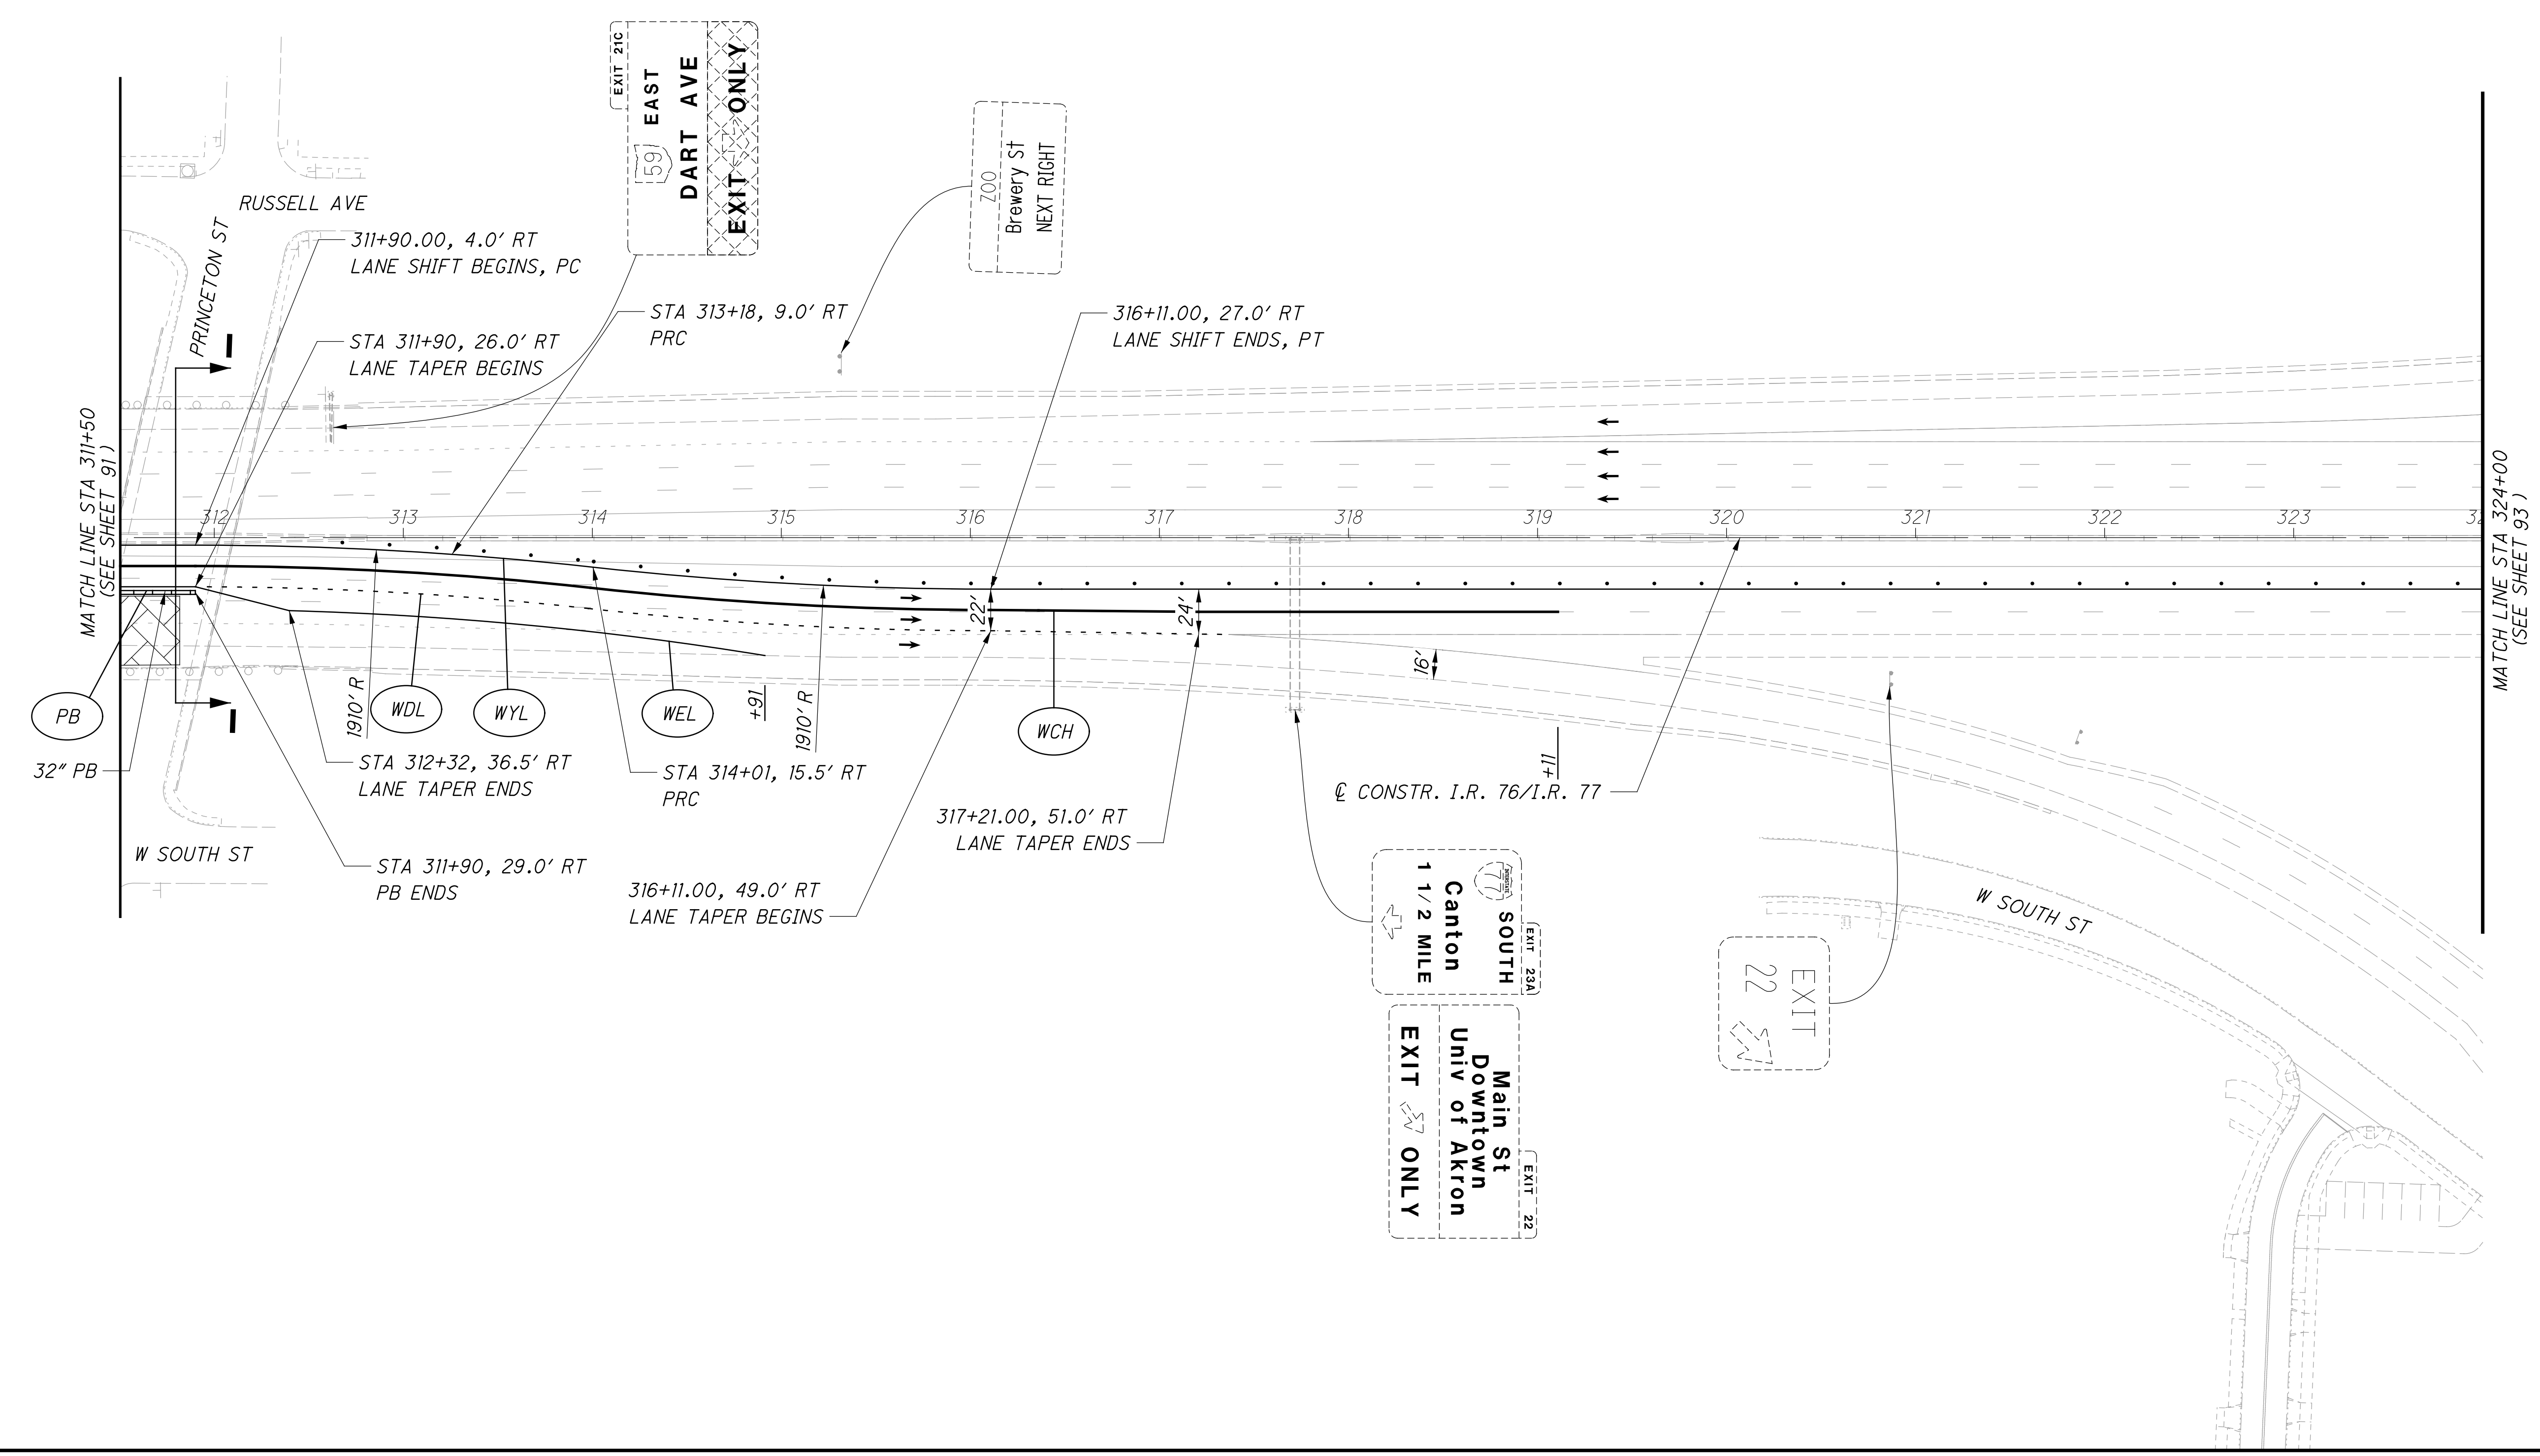 EXIT 21C
59 EAST
DART AVE
EXIT ONLY
ZOO
Brewery St
NEXT RIGHT
RUSSELL AVE
PRINCETON ST
311+90.00, 4.0' RT
LANE SHIFT BEGINS, PC
STA 311+90, 26.0' RT
LANE TAPER BEGINS
STA 313+18, 9.0' RT
PRC
316+11.00, 27.0' RT
LANE SHIFT ENDS, PT
MATCH LINE STA 311+50
(SEE SHEET 91 )
312
313
314
315
316
317
318
319
320
321
322
323
MATCH LINE STA 324+00
(SEE SHEET 93 )
22'
24'
16'
PB
32" PB
1910' R
WDL
WYL
WEL
+91
1910' R
WCH
+11
STA 312+32, 36.5' RT
LANE TAPER ENDS
STA 314+01, 15.5' RT
PRC
℄ CONSTR. I.R. 76/I.R. 77
317+21.00, 51.0' RT
LANE TAPER ENDS
W SOUTH ST
STA 311+90, 29.0' RT
PB ENDS
316+11.00, 49.0' RT
LANE TAPER BEGINS
EXIT 23A
INTERSTATE
77 SOUTH
Canton
1 1/2 MILE
EXIT 22
Main St
Downtown
Univ of Akron
EXIT ONLY
EXIT
22
W SOUTH ST